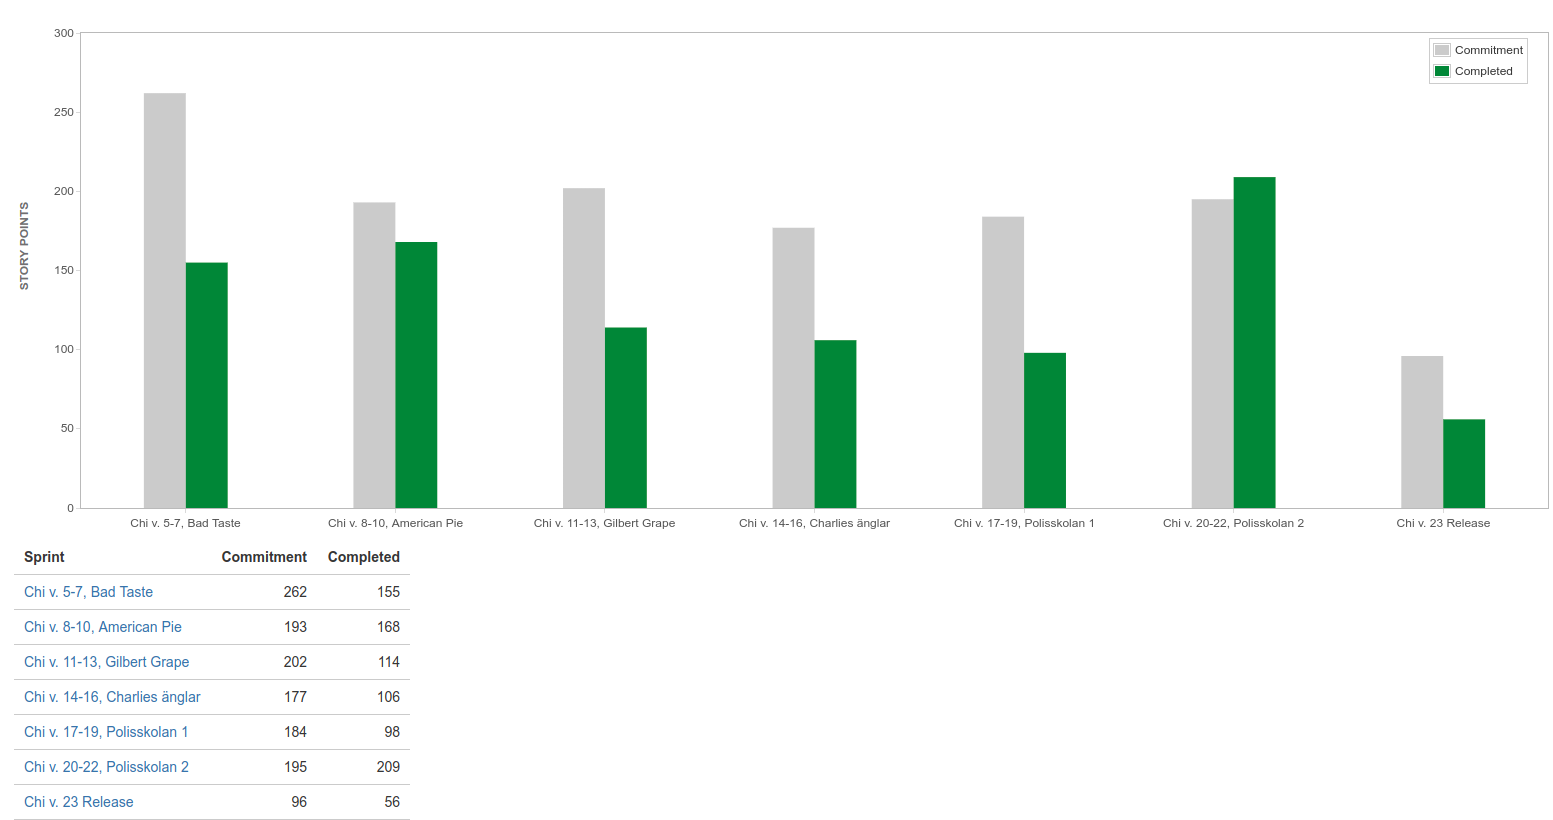 300
Commitment
Completed
250
200
STORY POINTS
150
100
50
0
Chi v. 5-7, Bad Taste Chi v. 8-10, American Pie Chi v. 11-13, Gilbert Grape Chi v. 14-16, Charlies änglar Chi v. 17-19, Polisskolan 1 Chi v. 20-22, Polisskolan 2 Chi v. 23 Release
Sprint Commitment Completed
Chi v. 5-7, Bad Taste 262 155
Chi v. 8-10, American Pie 193 168
Chi v. 11-13, Gilbert Grape 202 114
Chi v. 14-16, Charlies änglar 177 106
Chi v. 17-19, Polisskolan 1 184 98
Chi v. 20-22, Polisskolan 2 195 209
Chi v. 23 Release 96 56